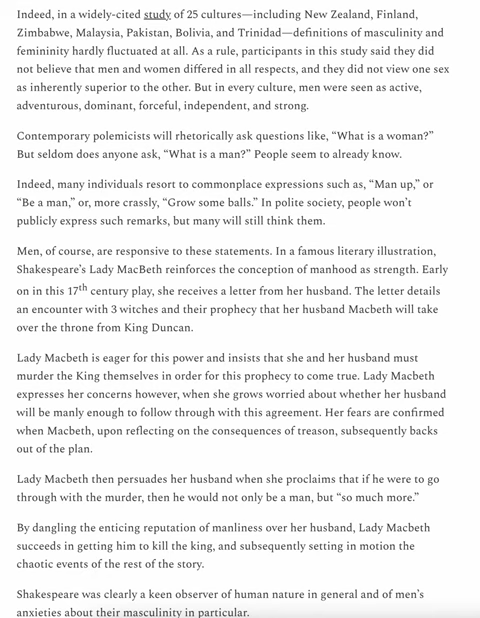 Indeed, in a widely-cited study of 25 cultures—including New Zealand, Finland,
Zimbabwe, Malaysia, Pakistan, Bolivia, and Trinidad—definitions of masculinity and
femininity hardly fluctuated at all. As a rule, participants in this study said they did
not believe that men and women differed in all respects, and they did not view one sex
as inherently superior to the other. But in every culture, men were seen as active,
adventurous, dominant, forceful, independent, and strong.
Contemporary polemicists will rhetorically ask questions like, “What is a woman?”
But seldom does anyone ask, “What is a man?” People seem to already know.
Indeed, many individuals resort to commonplace expressions such as, “Man up,” or
“Be a man,” or, more crassly, “Grow some balls.” In polite society, people won’t
publicly express such remarks, but many will still think them.
Men, of course, are responsive to these statements. In a famous literary illustration,
Shakespeare’s Lady MacBeth reinforces the conception of manhood as strength. Early
on in this 17th century play, she receives a letter from her husband. The letter details
an encounter with 3 witches and their prophecy that her husband Macbeth will take
over the throne from King Duncan.
Lady Macbeth is eager for this power and insists that she and her husband must
murder the King themselves in order for this prophecy to come true. Lady Macbeth
expresses her concerns however, when she grows worried about whether her husband
will be manly enough to follow through with this agreement. Her fears are confirmed
when Macbeth, upon reflecting on the consequences of treason, subsequently backs
out of the plan.
Lady Macbeth then persuades her husband when she proclaims that if he were to go
through with the murder, then he would not only be a man, but “so much more.”
By dangling the enticing reputation of manliness over her husband, Lady Macbeth
succeeds in getting him to kill the king, and subsequently setting in motion the
chaotic events of the rest of the story.
Shakespeare was clearly a keen observer of human nature in general and of men’s
anxieties about their masculinity in particular.